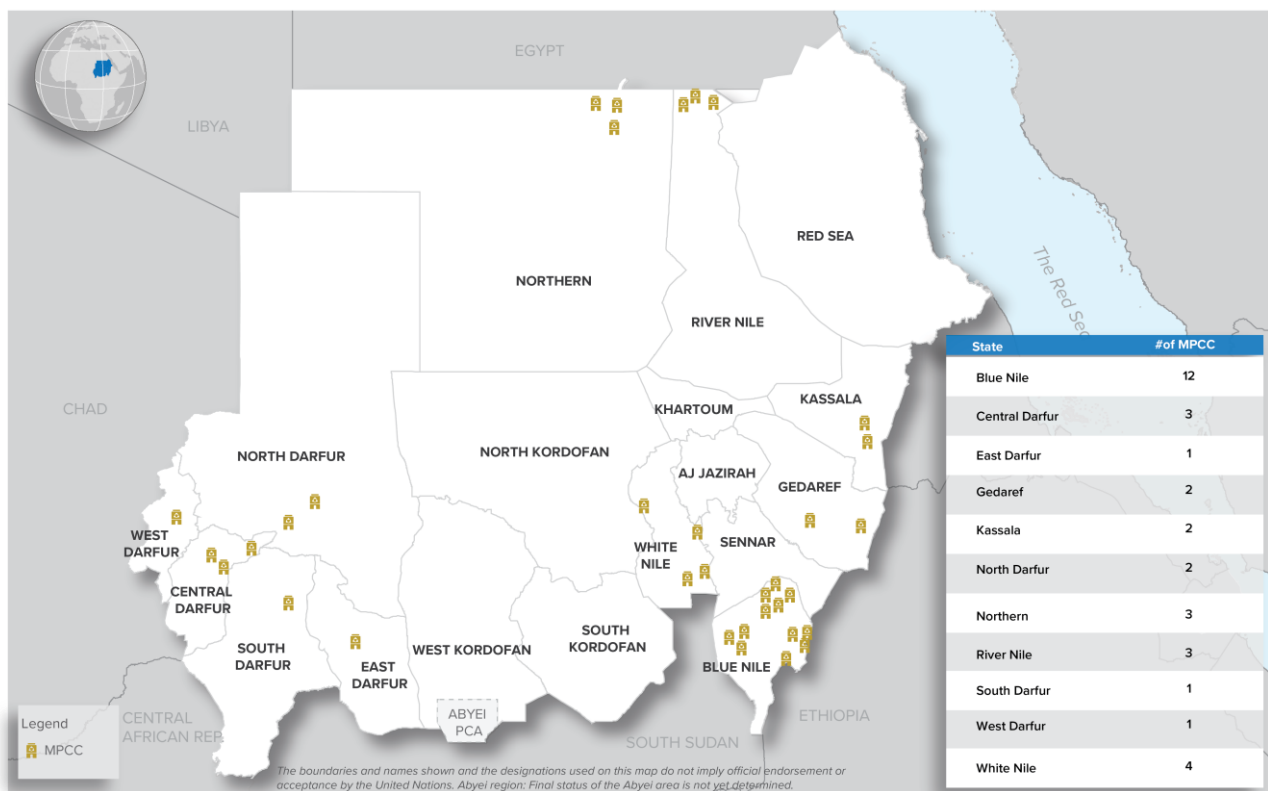 EGYPT
LIBYA
RED SEA
The Red Sea
NORTHERN
RIVER NILE
CHAD
KHARTOUM
KASSALA
NORTH DARFUR
NORTH KORDOFAN
AJ JAZIRAH
GEDAREF
WEST
DARFUR
WHITE
NILE
SENNAR
CENTRAL
DARFUR
SOUTH
DARFUR
EAST
DARFUR
WEST KORDOFAN
SOUTH
KORDOFAN
BLUE NILE
ABYEI
PCA
CENTRAL
AFRICAN REP.
SOUTH SUDAN
ETHIOPIA
Legend
MPCC
The boundaries and names shown and the designations used on this map do not imply official endorsement or
acceptance by the United Nations. Abyei region: Final status of the Abyei area is not yet determined.
State #of MPCC
Blue Nile 12
Central Darfur 3
East Darfur 1
Gedaref 2
Kassala 2
North Darfur 2
Northern 3
River Nile 3
South Darfur 1
West Darfur 1
White Nile 4